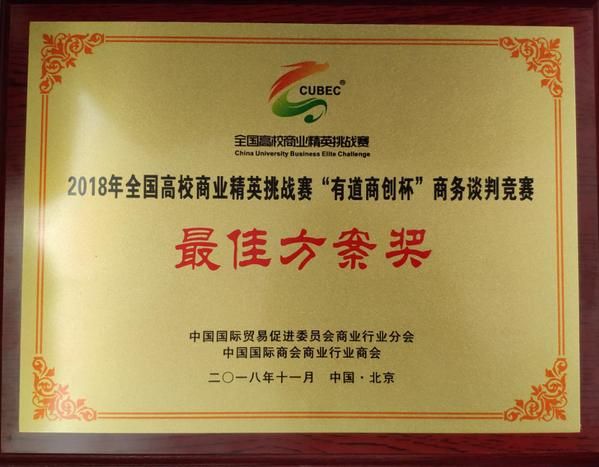 CUBEC®
全国高校商业精英挑战赛
China University Business Elite Challenge
2018年全国高校商业精英挑战赛“有道商创杯”商务谈判竞赛
最佳方案奖
中国国际贸易促进委员会商业行业分会
中国国际商会商业行业商会
二〇一八年十一月 中国·北京